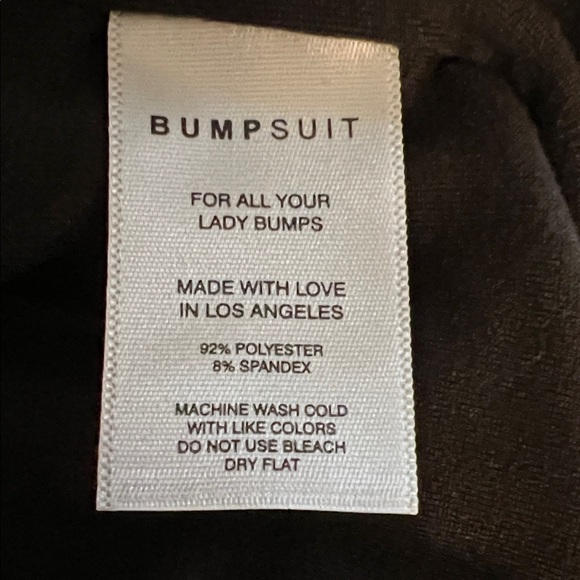 BUMPSUIT
FOR ALL YOUR
LADY BUMPS
MADE WITH LOVE
IN LOS ANGELES
92% POLYESTER
8% SPANDEX
MACHINE WASH COLD
WITH LIKE COLORS
DO NOT USE BLEACH
DRY FLAT